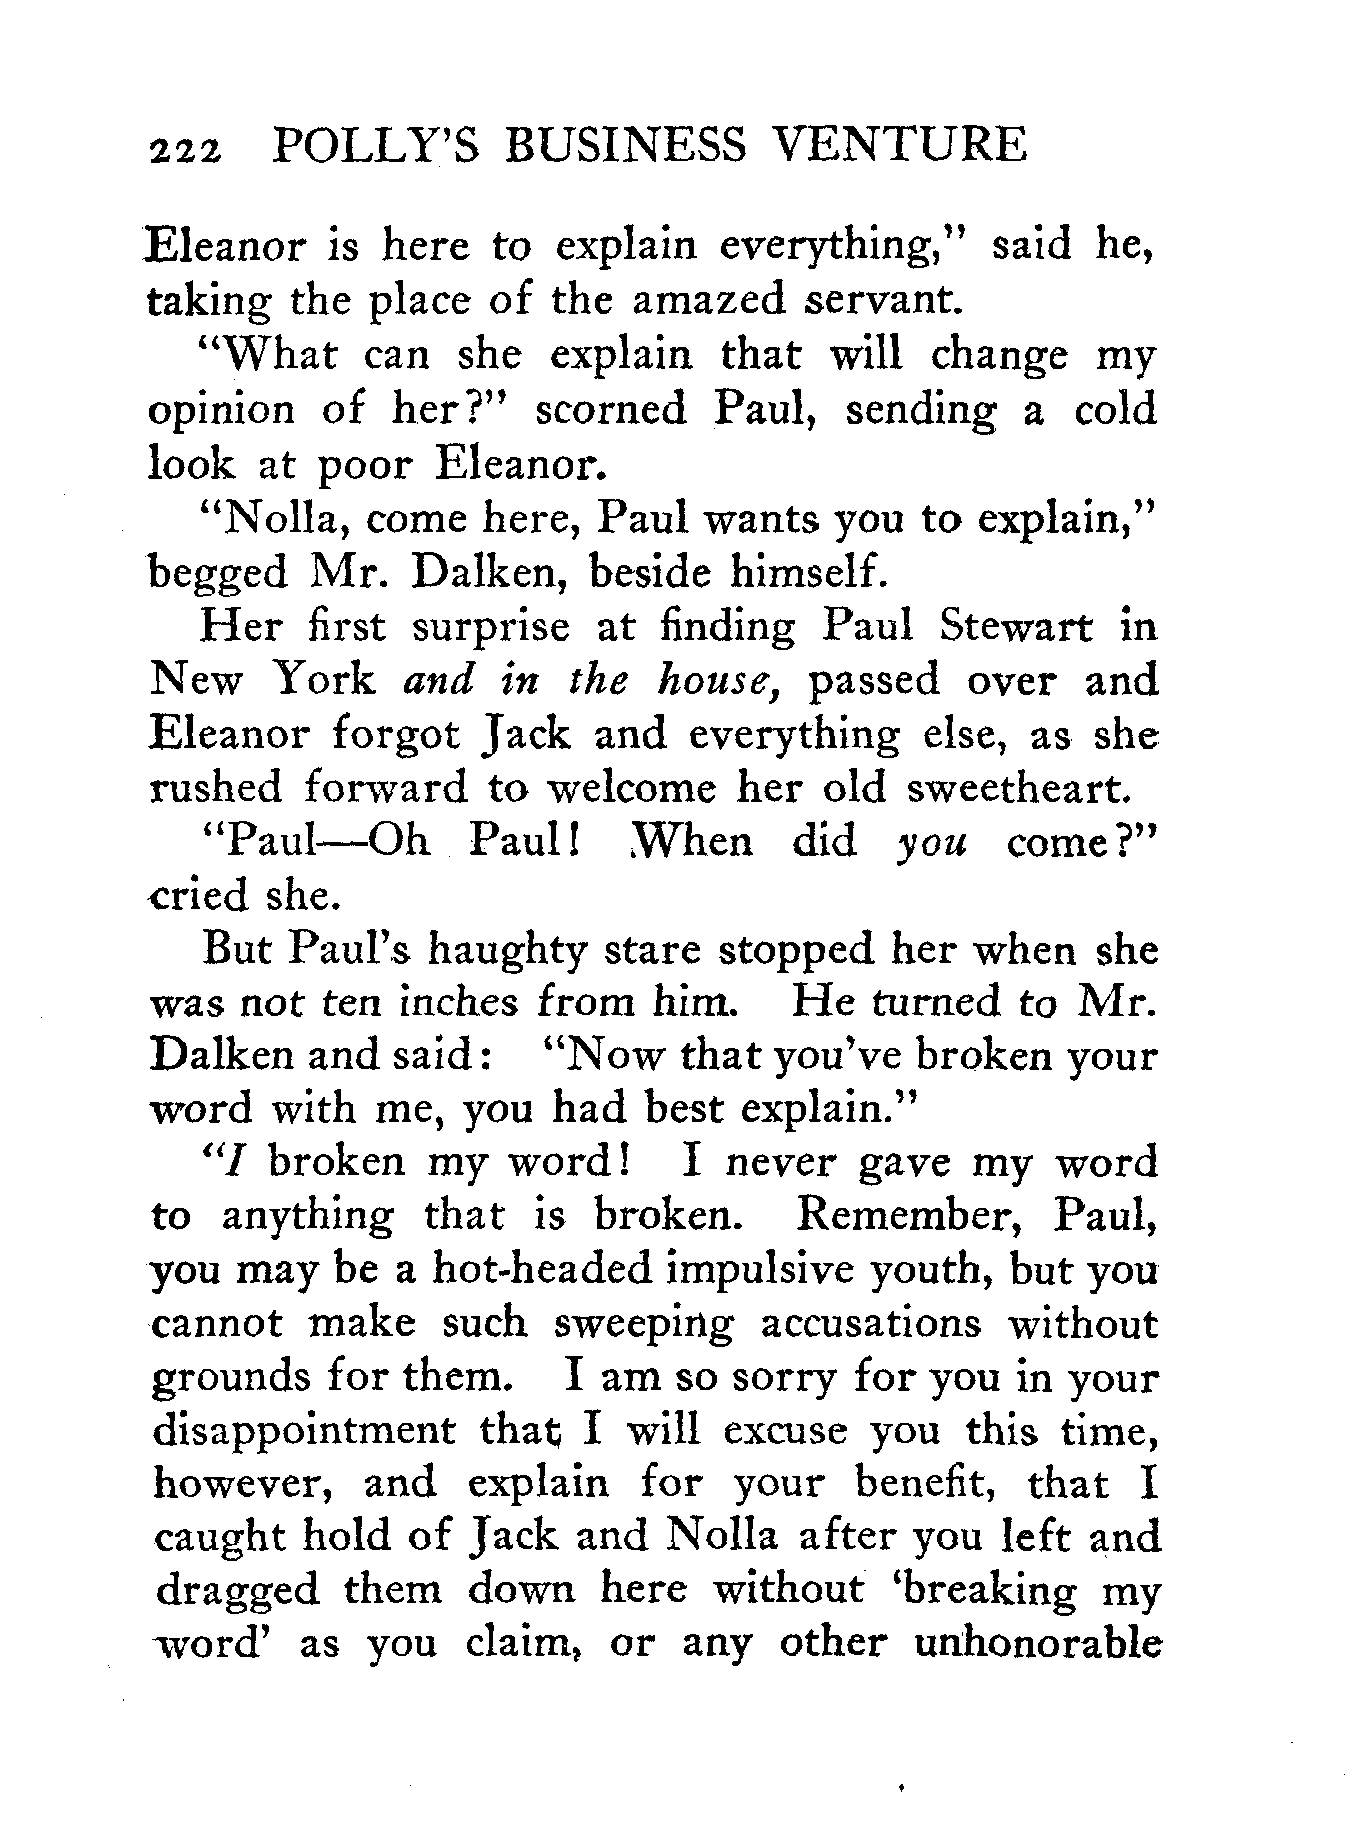 222 POLLY'S BUSINESS VENTURE
Eleanor is here to explain everything," said he,
taking the place of the amazed servant.
"What can she explain that will change my
opinion of her?" scorned Paul, sending a cold
look at poor Eleanor.
"Nolla, come here, Paul wants you to explain,"
begged Mr. Dalken, beside himself.
Her first surprise at finding Paul Stewart in
New York and in the house, passed over and
Eleanor forgot Jack and everything else, as she
rushed forward to welcome her old sweetheart.
"Paul—Oh Paul! When did you come?"
cried she.
But Paul's haughty stare stopped her when she
was not ten inches from him. He turned to Mr.
Dalken and said: "Now that you've broken your
word with me, you had best explain."
"I broken my word! I never gave my word
to anything that is broken. Remember, Paul,
you may be a hot-headed impulsive youth, but you
cannot make such sweeping accusations without
grounds for them. I am so sorry for you in your
disappointment that I will excuse you this time,
however, and explain for your benefit, that I
caught hold of Jack and Nolla after you left and
dragged them down here without 'breaking my
word' as you claim, or any other unhonorable